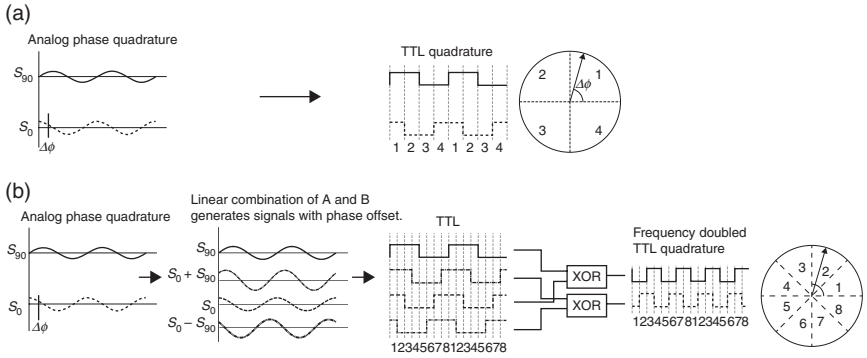 (a)
Analog phase quadrature
S90
S0
Δϕ
TTL quadrature
1 2 3 4 1 2 3 4
2 1
Δϕ
3 4
(b)
Analog phase quadrature
S90
S0
Δϕ
Linear combination of A and B
generates signals with phase offset.
S90
S0 + S90
S0
S0 – S90
TTL
1234567812345678
XOR
XOR
Frequency doubled
TTL quadrature
1234567812345678
3 2
4 1
5 8
6 7